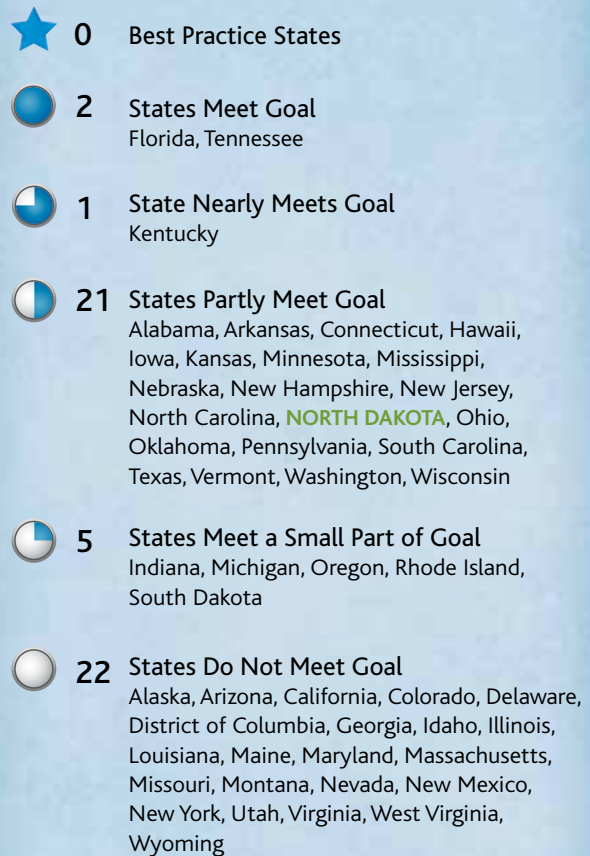 0 Best Practice States
2 States Meet Goal
Florida, Tennessee
1 State Nearly Meets Goal
Kentucky
21 States Partly Meet Goal
Alabama, Arkansas, Connecticut, Hawaii,
Iowa, Kansas, Minnesota, Mississippi,
Nebraska, New Hampshire, New Jersey,
North Carolina, NORTH DAKOTA, Ohio,
Oklahoma, Pennsylvania, South Carolina,
Texas, Vermont, Washington, Wisconsin
5 States Meet a Small Part of Goal
Indiana, Michigan, Oregon, Rhode Island,
South Dakota
22 States Do Not Meet Goal
Alaska, Arizona, California, Colorado, Delaware,
District of Columbia, Georgia, Idaho, Illinois,
Louisiana, Maine, Maryland, Massachusetts,
Missouri, Montana, Nevada, New Mexico,
New York, Utah, Virginia, West Virginia,
Wyoming